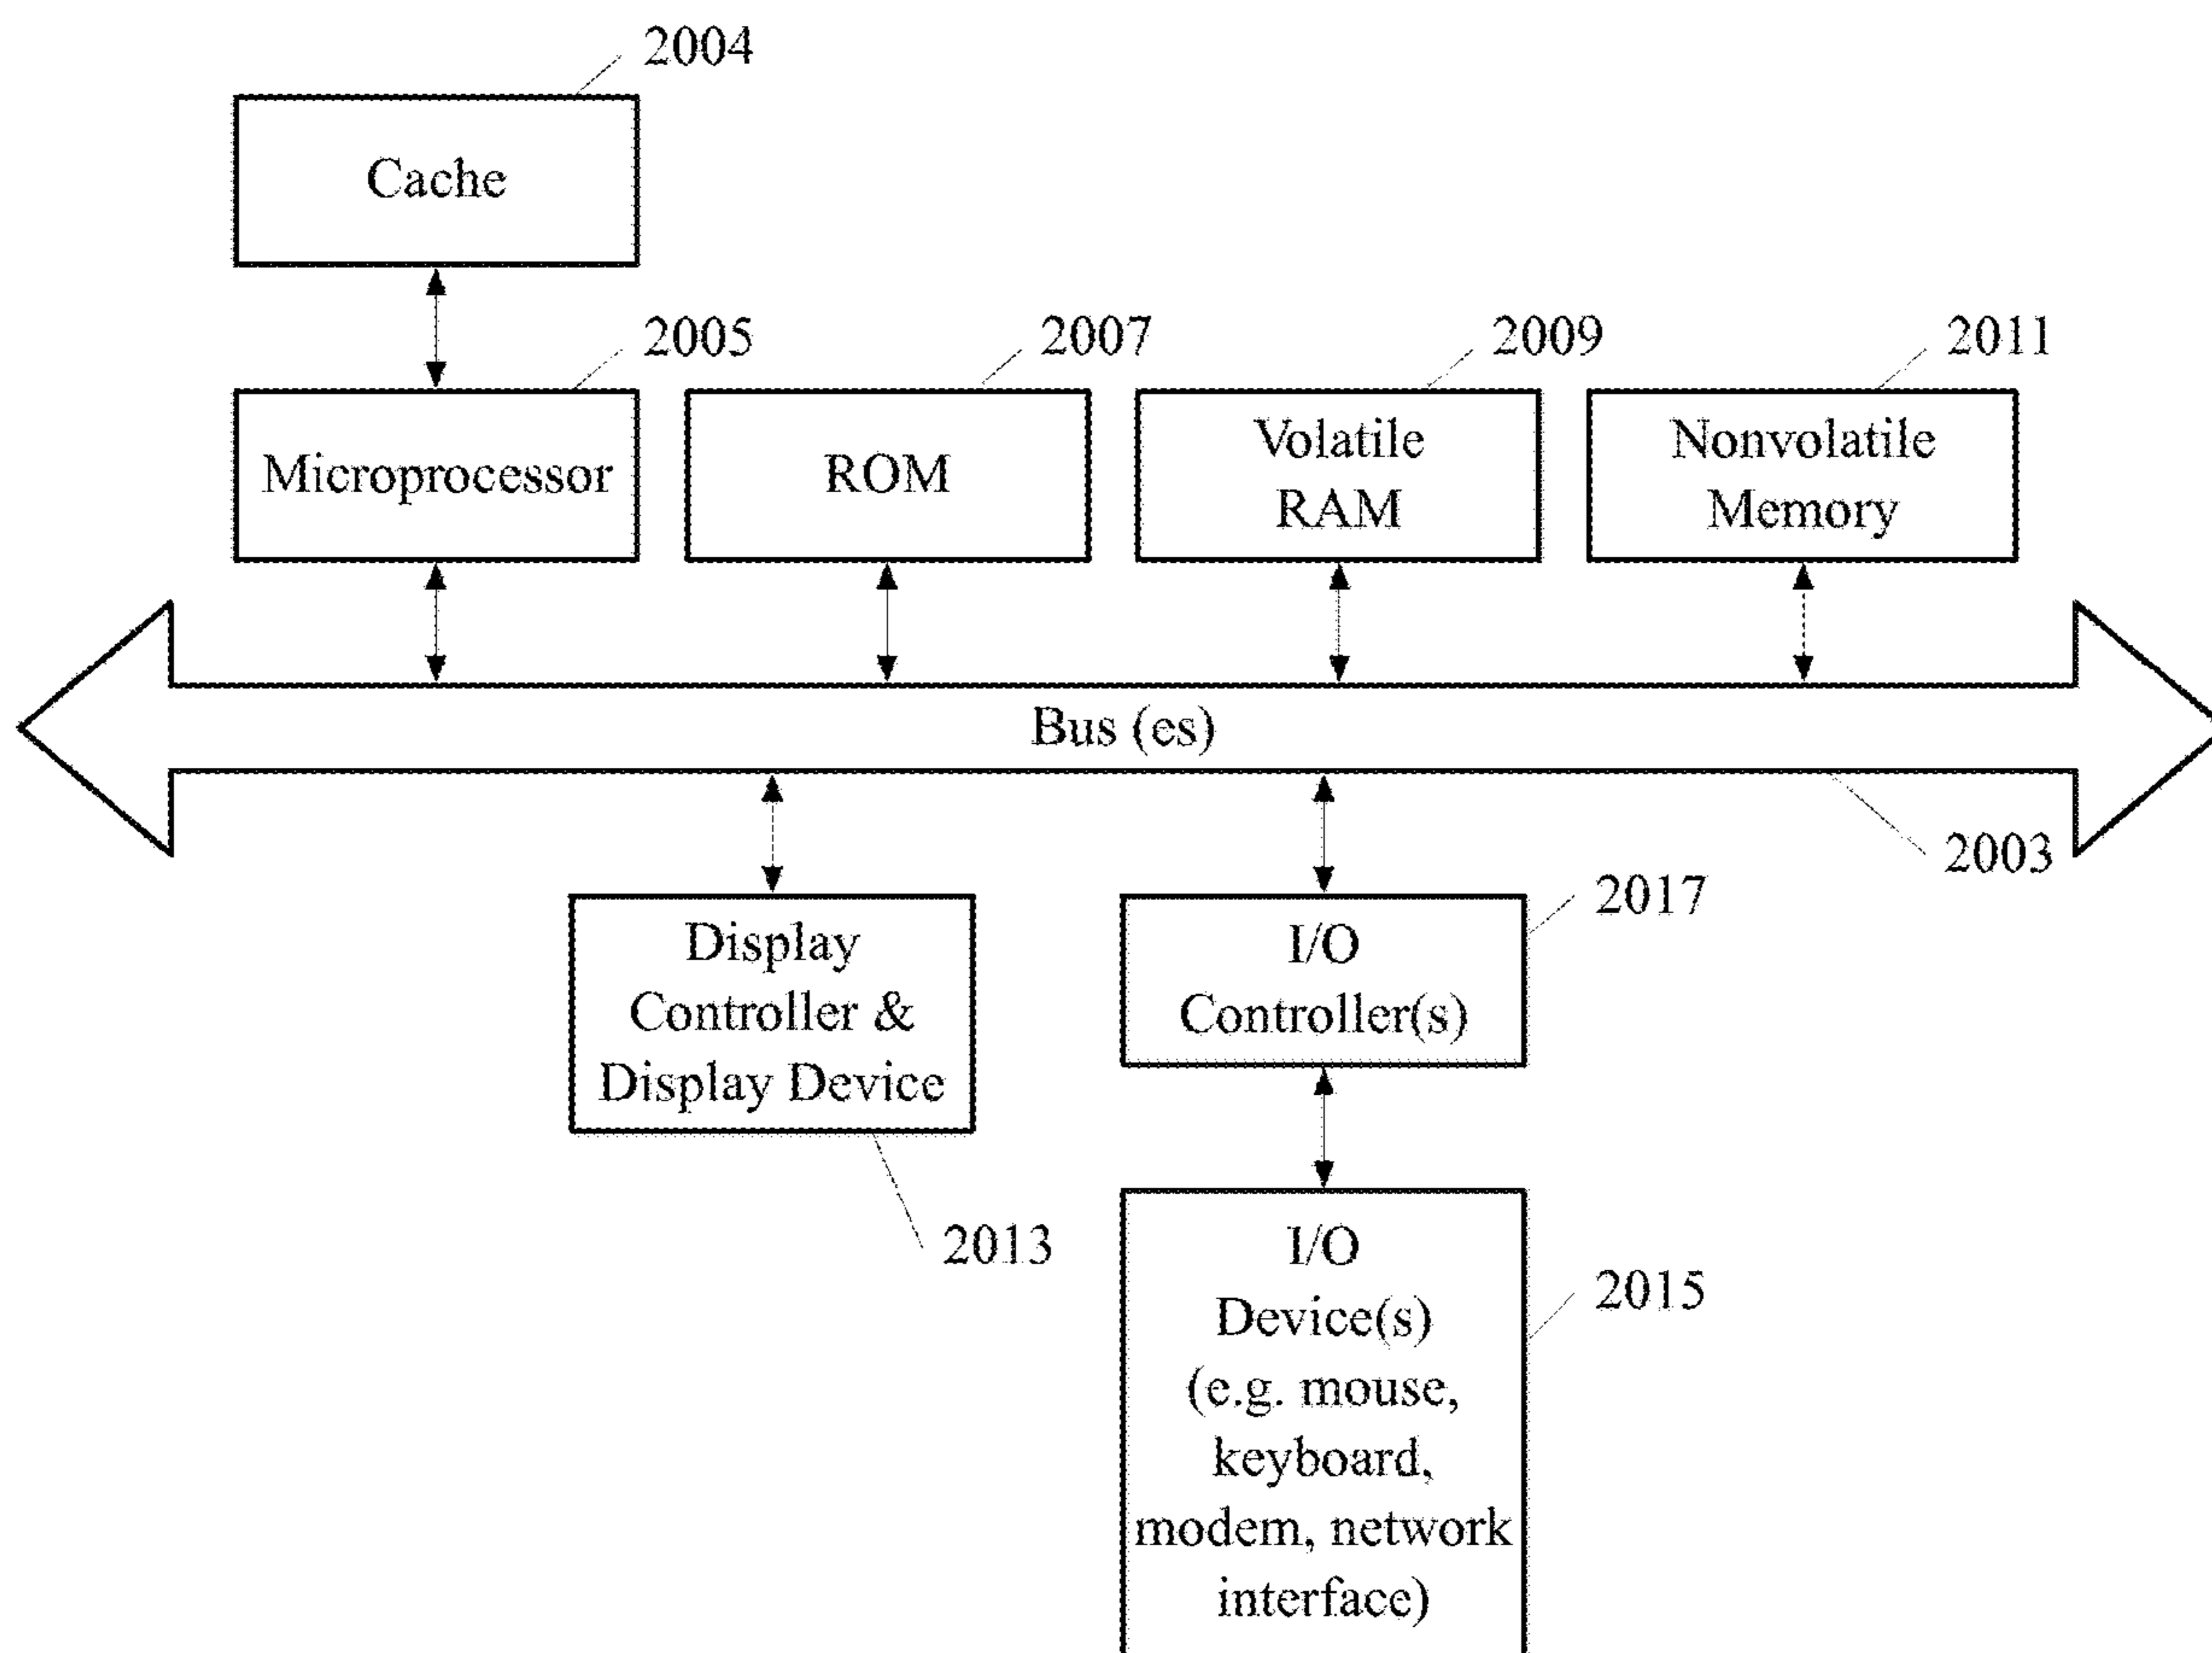 2004
Cache
2005
2007
2009
2011
Microprocessor
ROM
Volatile
RAM
Nonvolatile
Memory
Bus (es)
2003
2017
Display
Controller &
Display Device
I/O
Controller(s)
2013
2015
I/O
Device(s)
(e.g. mouse,
keyboard,
modem, network
interface)